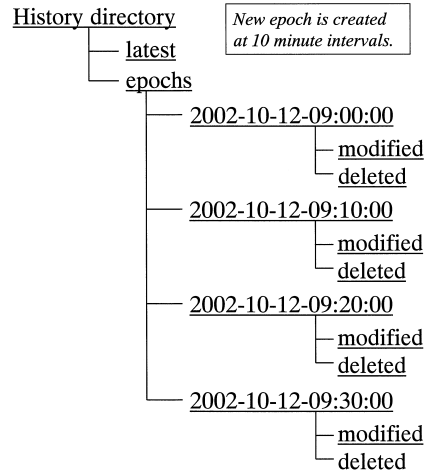 History directory
New epoch is created
at 10 minute intervals.
latest
epochs
2002-10-12-09:00:00
modified
deleted
2002-10-12-09:10:00
modified
deleted
2002-10-12-09:20:00
modified
deleted
2002-10-12-09:30:00
modified
deleted